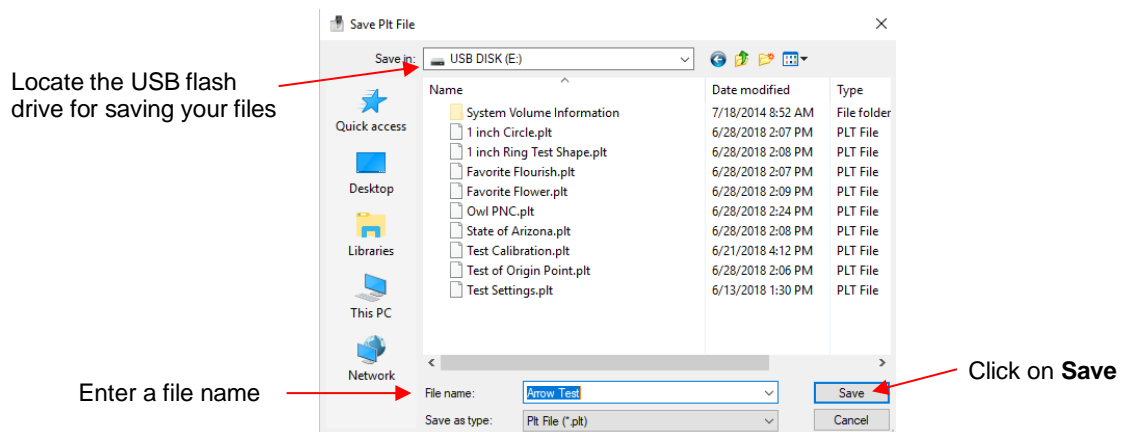 Save Plt File
Save in:
USB DISK (E:)
Locate the USB flash
drive for saving your files
Name Date modified Type
System Volume Information 7/18/2014 8:52 AM File folder
1 inch Circle.plt 6/28/2018 2:07 PM PLT File
1 inch Ring Test Shape.plt 6/28/2018 2:08 PM PLT File
Favorite Flourish.plt 6/28/2018 2:07 PM PLT File
Favorite Flower.plt 6/28/2018 2:09 PM PLT File
Owl PNC.plt 6/28/2018 2:24 PM PLT File
State of Arizona.plt 6/28/2018 2:08 PM PLT File
Test Calibration.plt 6/21/2018 4:12 PM PLT File
Test of Origin Point.plt 6/28/2018 2:06 PM PLT File
Test Settings.plt 6/13/2018 1:30 PM PLT File
Quick access
Desktop
Libraries
This PC
Network
Enter a file name
File name: Arrow Test Save
Save as type: Plt File (*.plt) Cancel
Click on Save